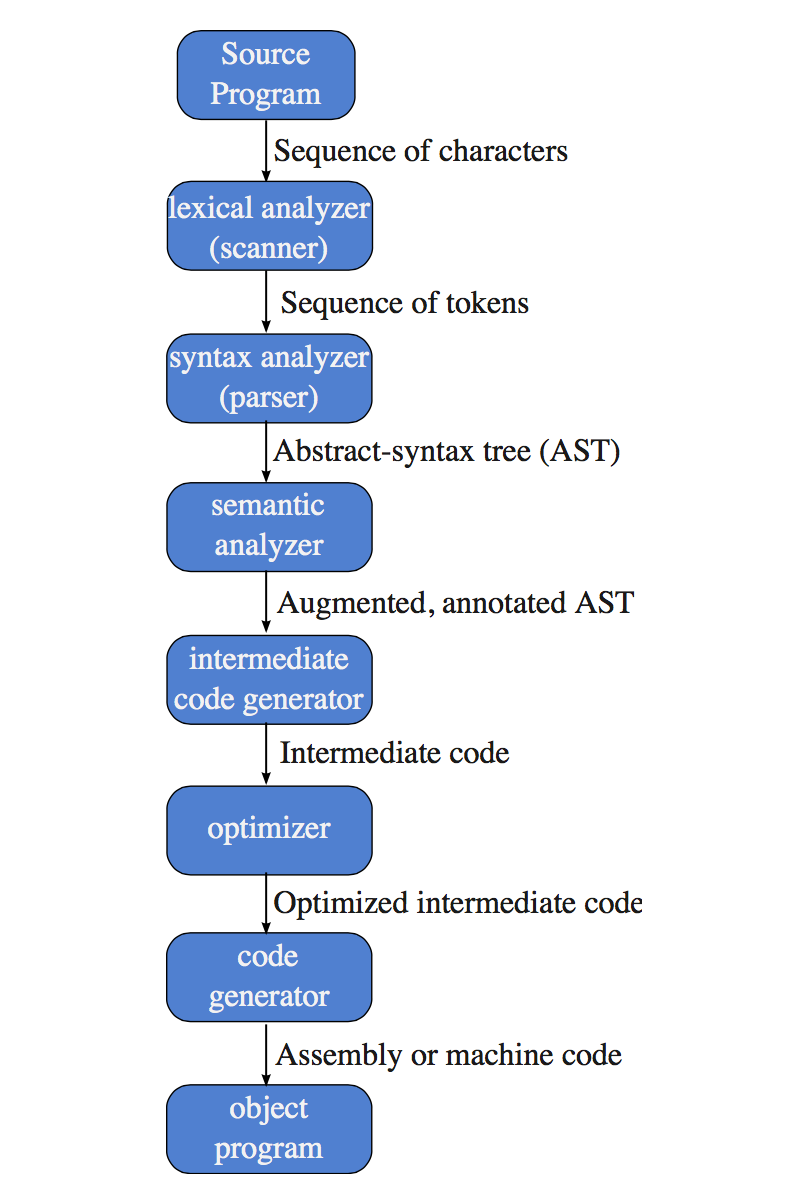 Source
Program
Sequence of characters
lexical analyzer
(scanner)
Sequence of tokens
syntax analyzer
(parser)
Abstract-syntax tree (AST)
semantic
analyzer
Augmented, annotated AST
intermediate
code generator
Intermediate code
optimizer
Optimized intermediate code
code
generator
Assembly or machine code
object
program